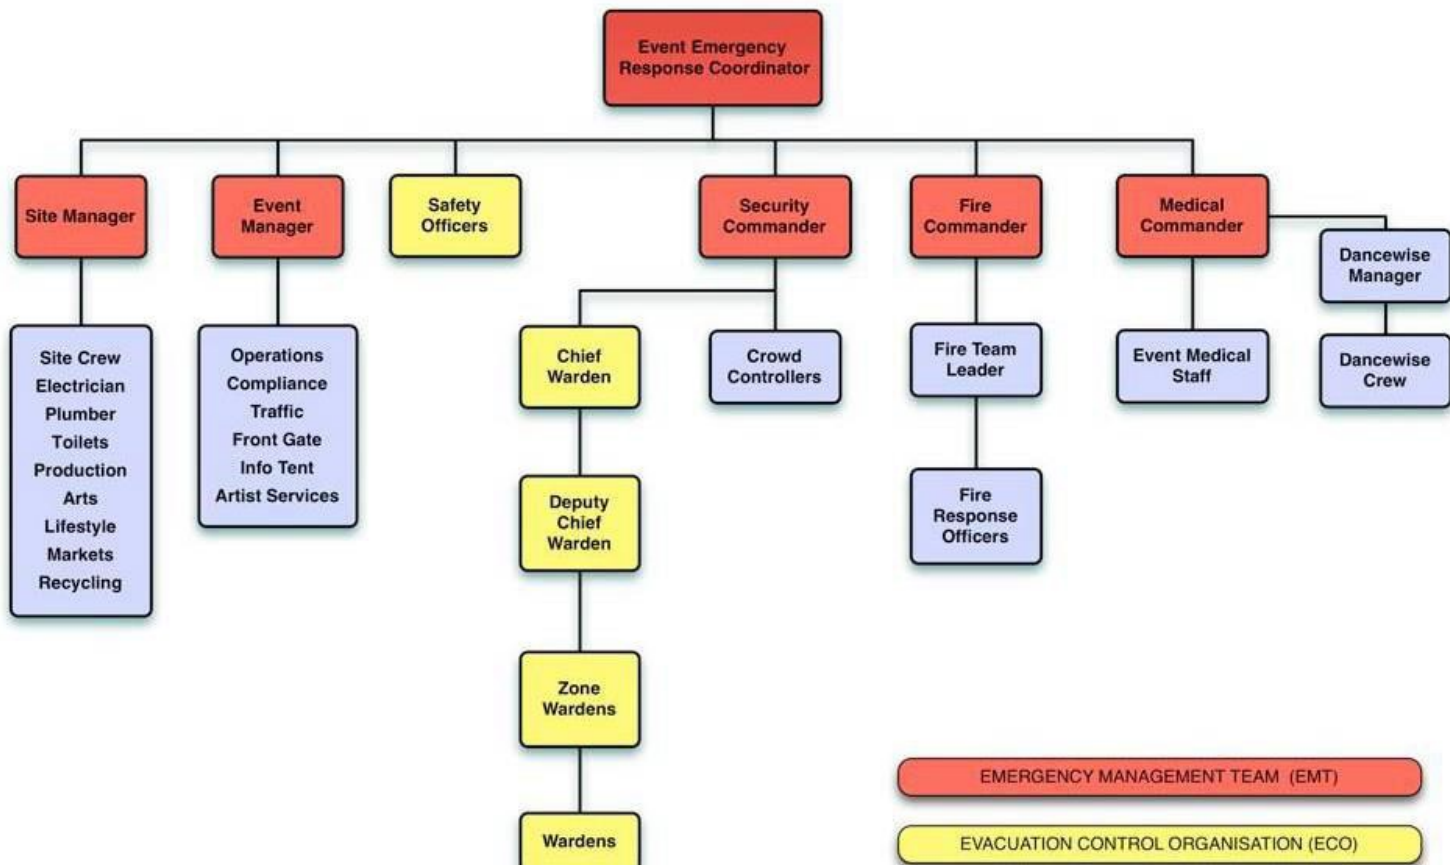 Event Emergency
Response Coordinator
Site Manager
Event
Manager
Safety
Officers
Security
Commander
Fire
Commander
Medical
Commander
Dancewise
Manager
Site Crew
Electrician
Plumber
Toilets
Production
Arts
Lifestyle
Markets
Recycling
Operations
Compliance
Traffic
Front Gate
Info Tent
Artist Services
Chief
Warden
Crowd
Controllers
Fire Team
Leader
Event Medical
Staff
Dancewise
Crew
Deputy
Chief
Warden
Fire
Response
Officers
Zone
Wardens
Wardens
EMERGENCY MANAGEMENT TEAM (EMT)
EVACUATION CONTROL ORGANISATION (ECO)